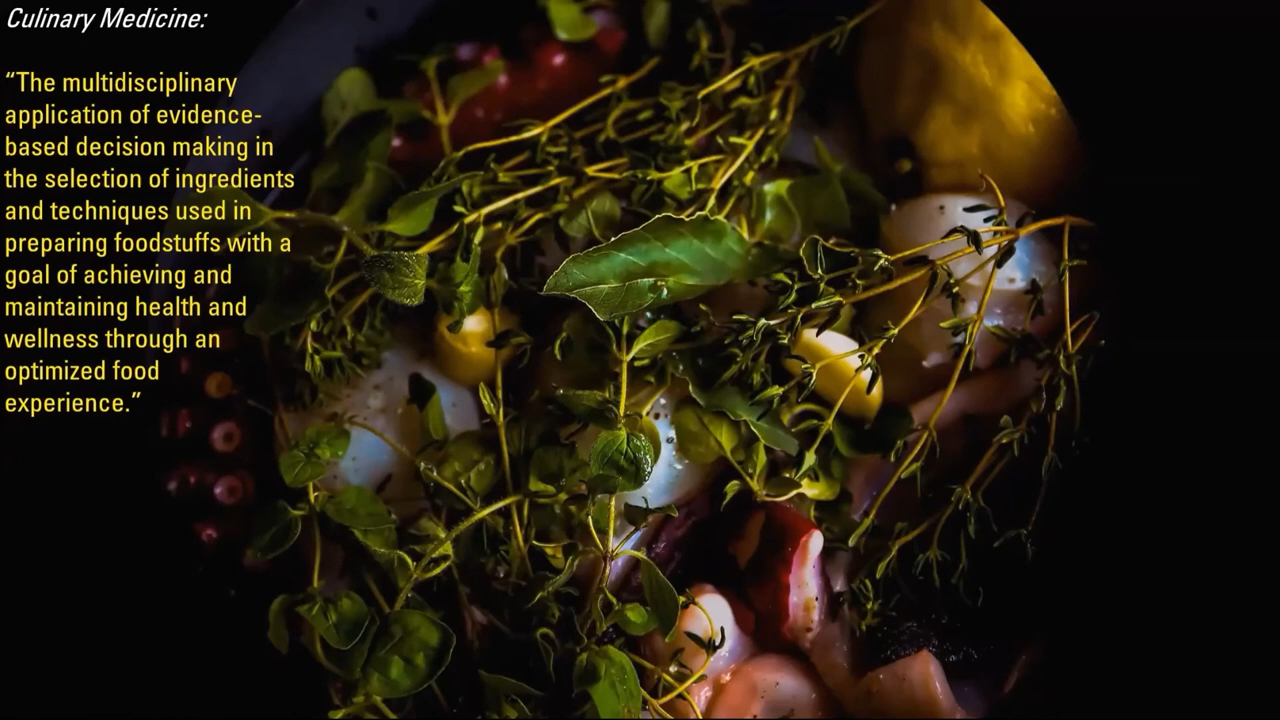 Culinary Medicine:
“The multidisciplinary
application of evidence-
based decision making in
the selection of ingredients
and techniques used in
preparing foodstuffs with a
goal of achieving and
maintaining health and
wellness through an
optimized food
experience.”